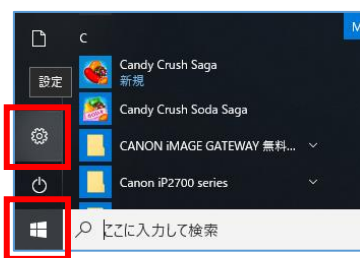 C
M
設定
Candy Crush Saga
新規
Candy Crush Soda Saga
CANON iMAGE GATEWAY 無料...
Canon iP2700 series
ここに入力して検索